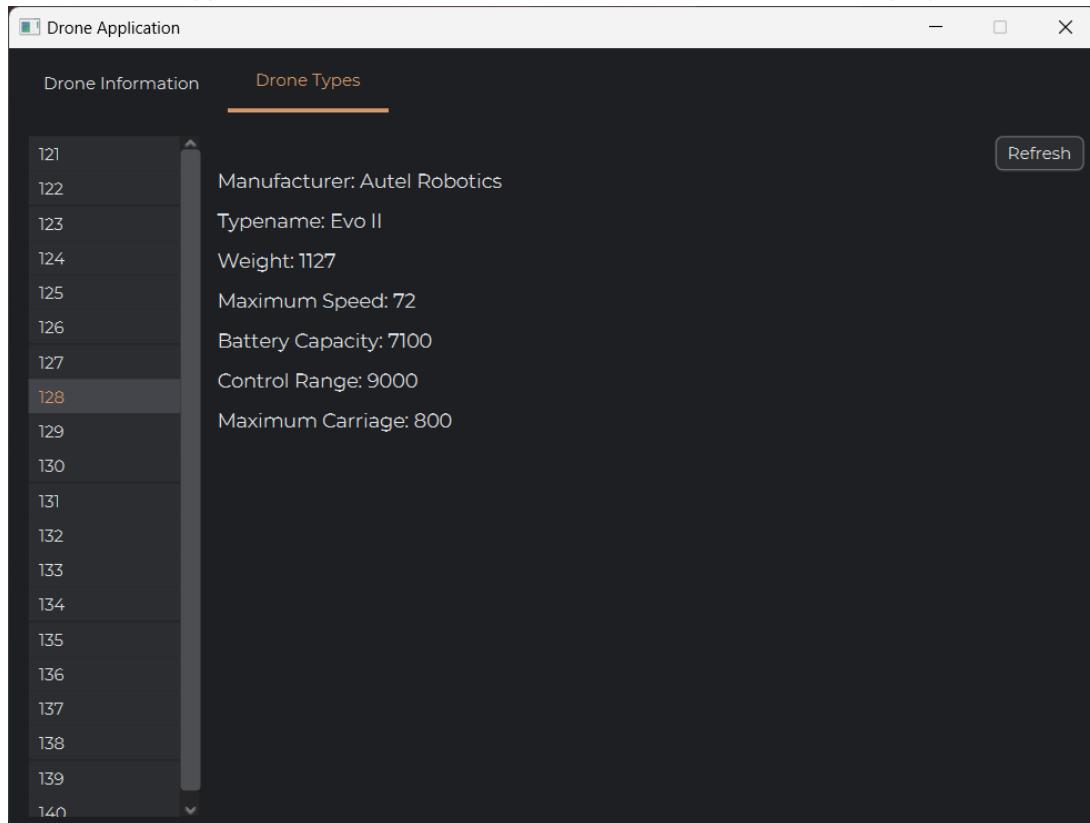 Drone Application
Drone Information Drone Types
Refresh
121
122
123
124
125
126
127
128
129
130
131
132
133
134
135
136
137
138
139
140
Manufacturer: Autel Robotics
Typename: Evo II
Weight: 1127
Maximum Speed: 72
Battery Capacity: 7100
Control Range: 9000
Maximum Carriage: 800